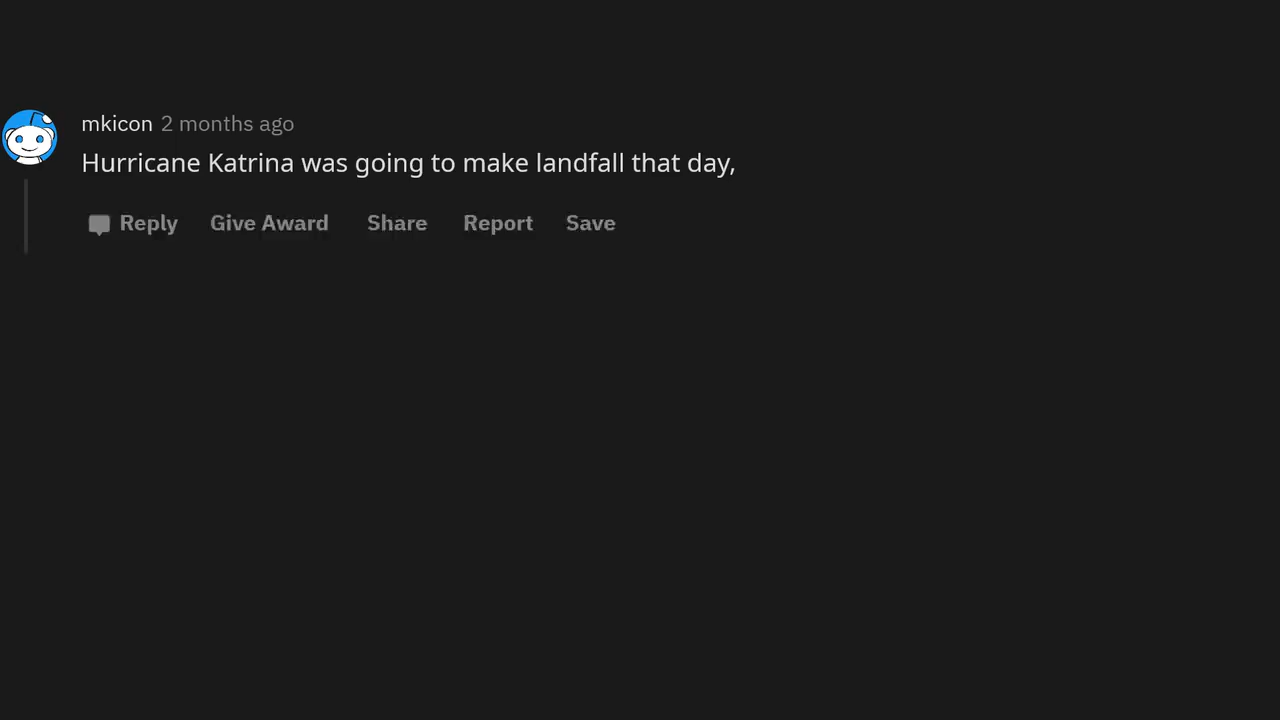 mkicon 2 months ago
Hurricane Katrina was going to make landfall that day,
Reply Give Award Share Report Save